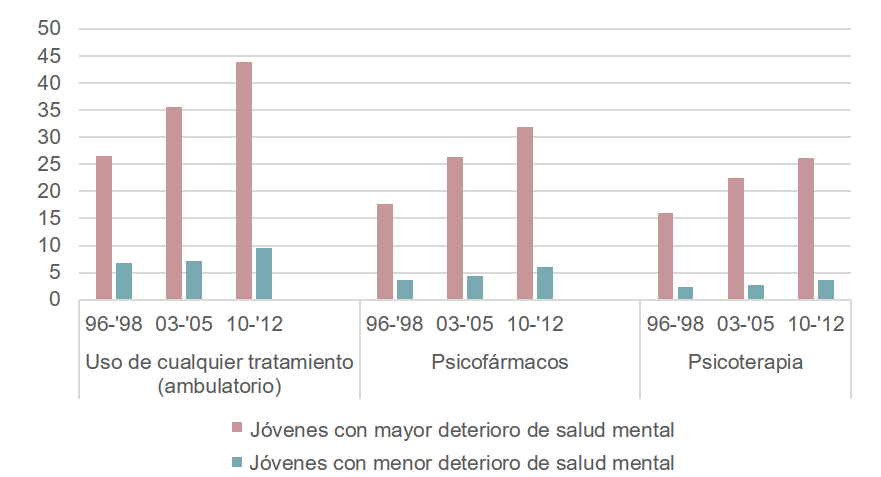 50
45
40
35
30
25
20
15
10
5
0
96-'98 03-'05 10-'12 96-'98 03-'05 10-'12 96-'98 03-'05 10-'12
Uso de cualquier tratamiento Psicofármacos Psicoterapia
(ambulatorio)
Jóvenes con mayor deterioro de salud mental
Jóvenes con menor deterioro de salud mental